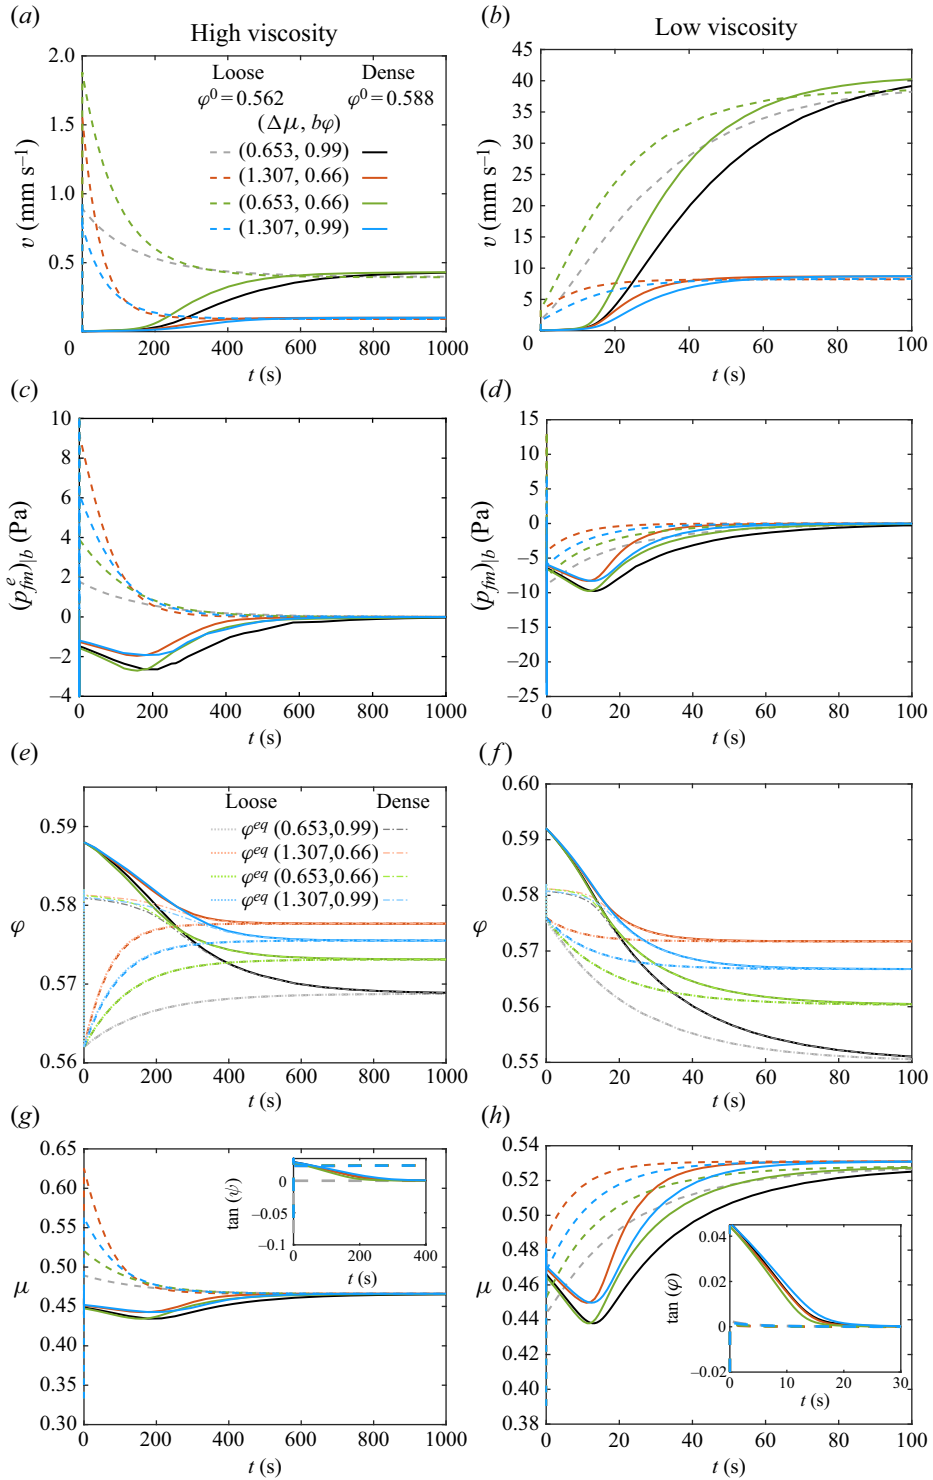 (a)
High viscosity
2.0
1.5
1.0
0.5
0
v (mm s⁻¹)
Loose
Dense
φ⁰ = 0.562
φ⁰ = 0.588
(Δμ, bφ)
(0.653, 0.99)
(1.307, 0.66)
(0.653, 0.66)
(1.307, 0.99)
0 200 400 600 800 1000
t (s)
(b)
Low viscosity
45
40
35
30
25
20
15
10
5
0
v (mm s⁻¹)
20 40 60 80 100
t (s)
(c)
10
8
6
4
2
0
−2
−4
(pᵉfm)|b (Pa)
0 200 400 600 800 1000
t (s)
(d)
15
10
5
0
−5
−10
−15
−20
−25
(pfm)|b (Pa)
0 20 40 60 80 100
t (s)
(e)
0.59
0.58
0.57
0.56
φ
Loose
Dense
φ^eq (0.653,0.99)
φ^eq (1.307,0.66)
φ^eq (0.653,0.66)
φ^eq (1.307,0.99)
0 200 400 600 800 1000
t (s)
(f)
0.60
0.59
0.58
0.57
0.56
0.55
φ
0 20 40 60 80 100
t (s)
(g)
0.65
0.60
0.55
0.50
0.45
0.40
0.35
0.30
μ
tan (ψ)
0
−0.05
−0.1
0 200 400
t (s)
0 200 400 600 800 1000
t (s)
(h)
0.54
0.52
0.50
0.48
0.46
0.44
0.42
0.40
0.38
μ
tan (φ)
0.04
0.02
0
−0.02
0 10 20 30
t (s)
0 20 40 60 80 100
t (s)